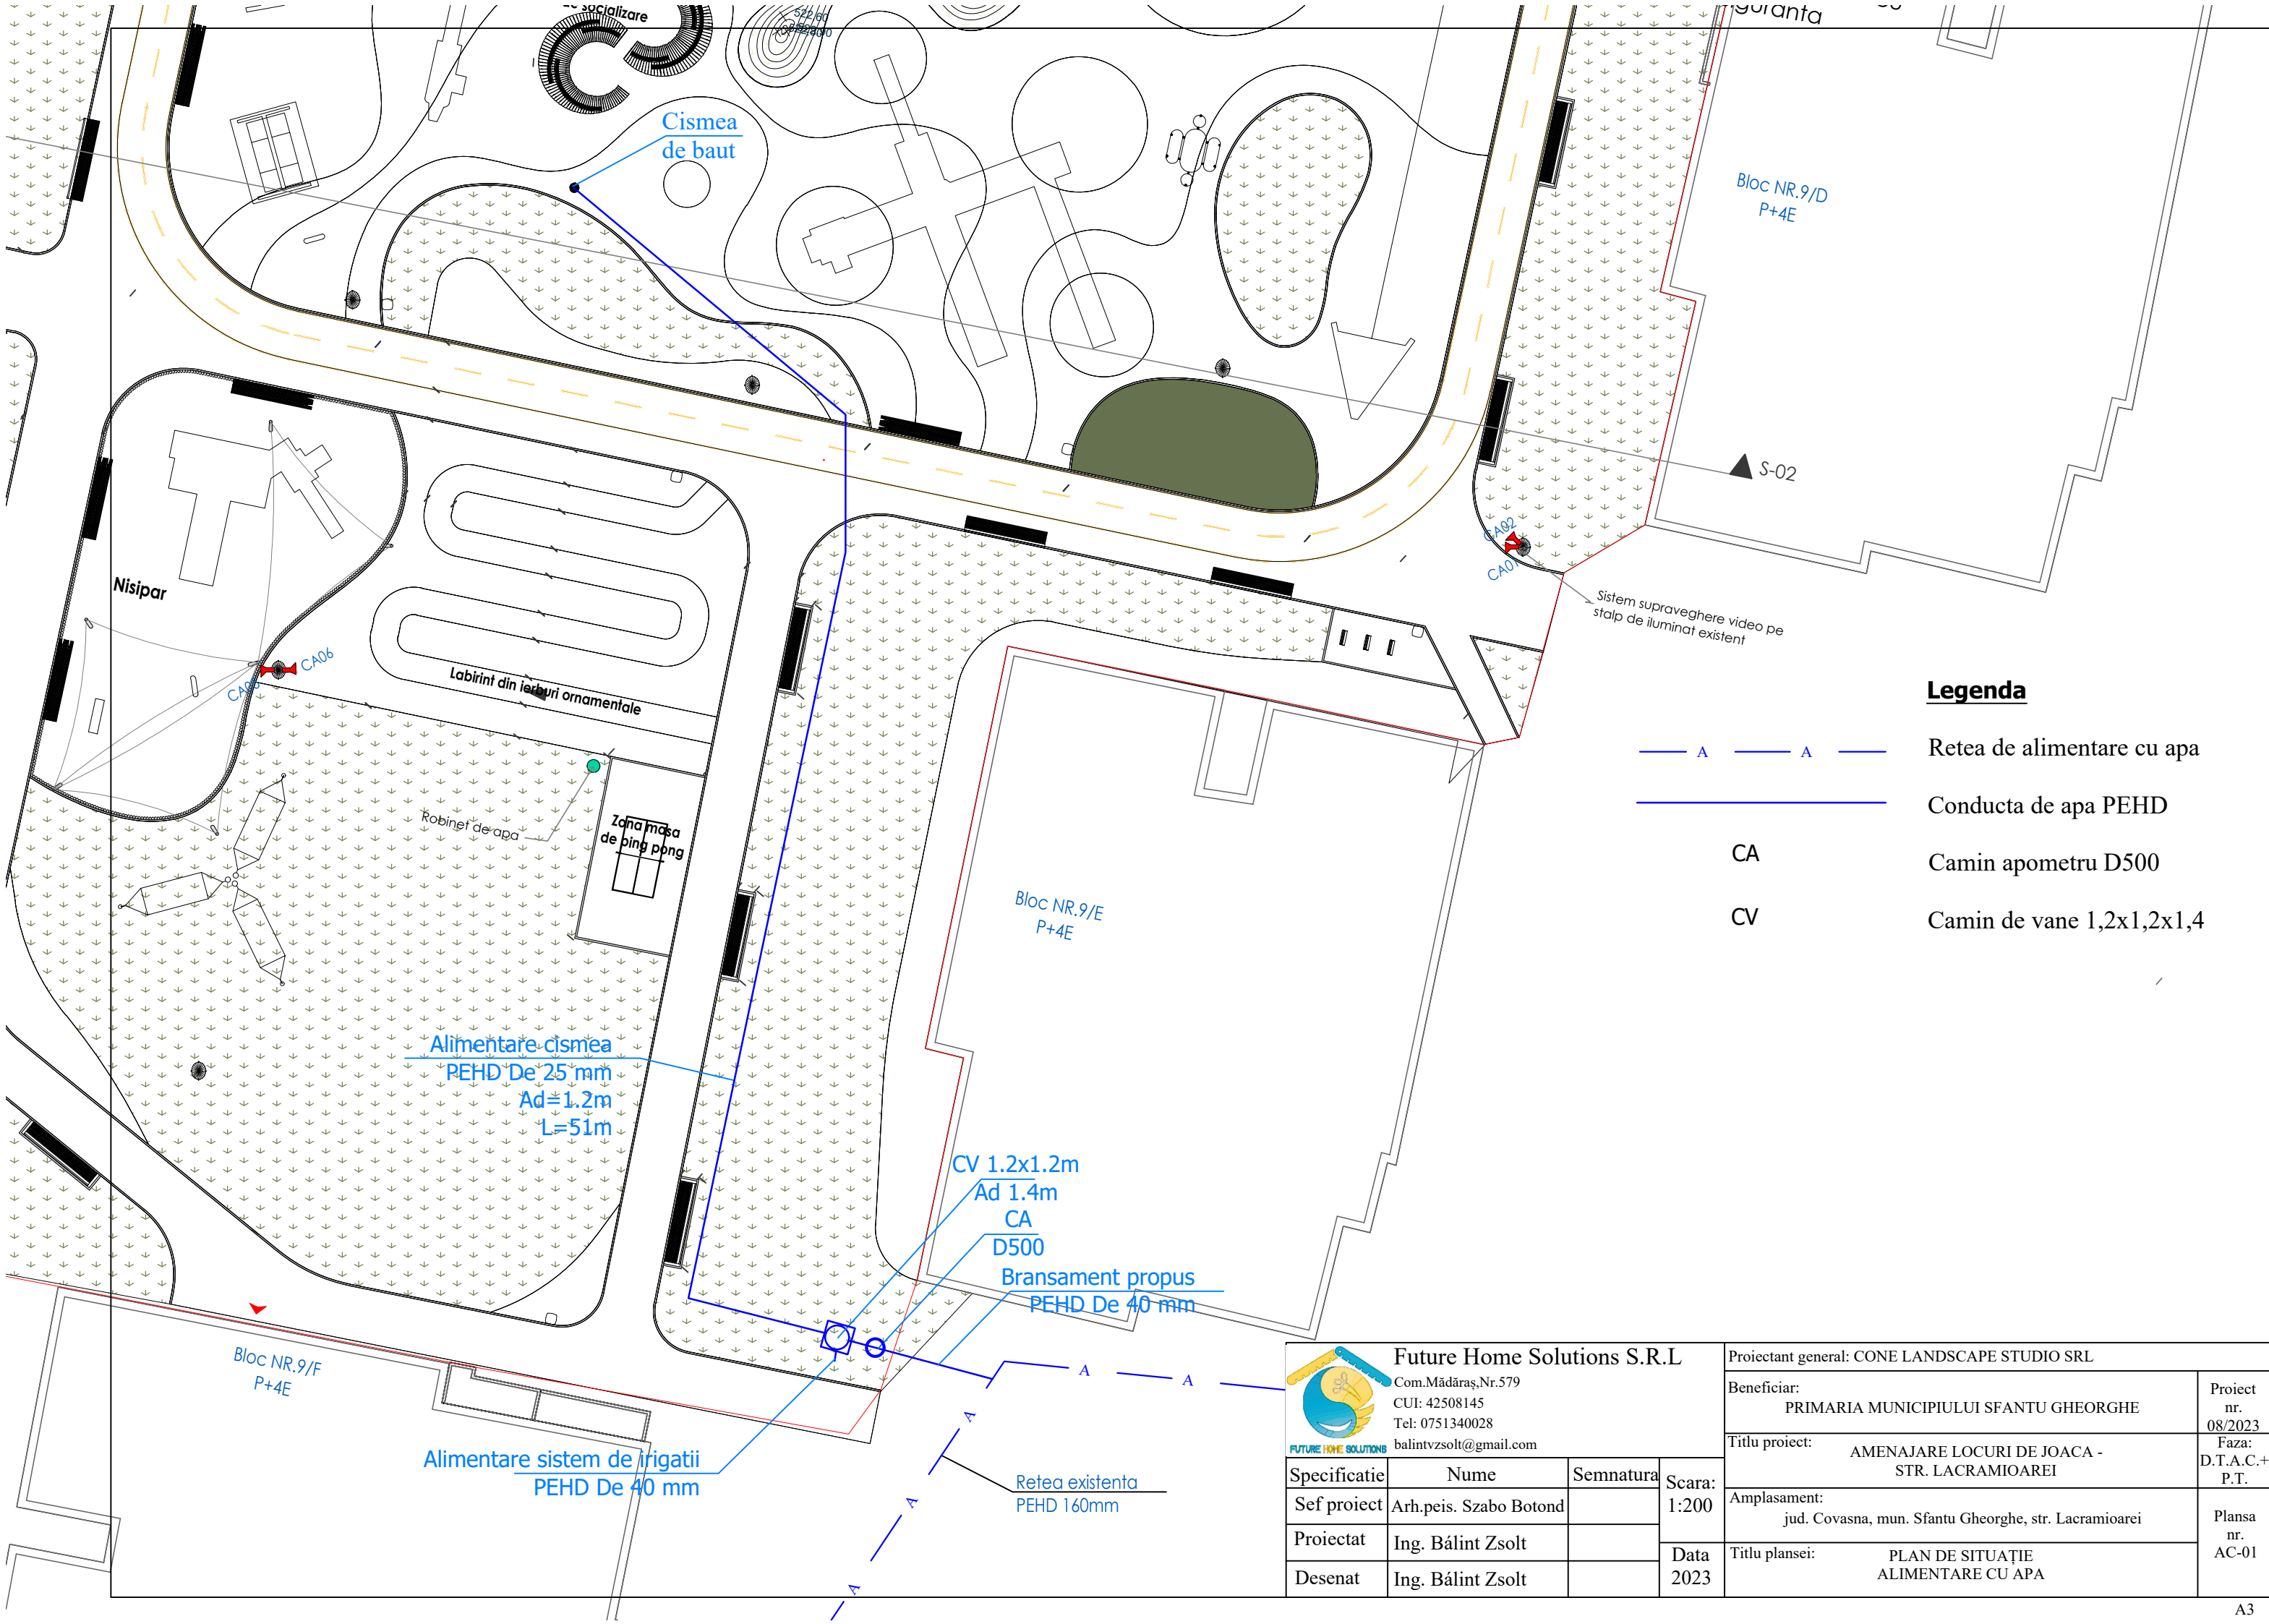 de socializare
522,60
Cismea
de baut
Bloc NR.9/D
P+4E
S-02
CA02
CA01
Sistem supraveghere video pe
stalp de iluminat existent
Nisipar
CA06
CA05
Labirint din ierburi ornamentale
Robinet de apa
Zona masa
de ping pong
Bloc NR.9/E
P+4E
Legenda
A A Retea de alimentare cu apa
Conducta de apa PEHD
CA Camin apometru D500
CV Camin de vane 1,2x1,2x1,4
Alimentare cismea
PEHD De 25 mm
Ad=1.2m
L=51m
CV 1.2x1.2m
Ad 1.4m
CA
D500
Bransament propus
PEHD De 40 mm
Bloc NR.9/F
P+4E
A
A
A
A
A
Alimentare sistem de irigatii
PEHD De 40 mm
Retea existenta
PEHD 160mm
FUTURE HOME SOLUTIONS
Future Home Solutions S.R.L
Com.Mădăraș,Nr.579
CUI: 42508145
Tel: 0751340028
balintvzsolt@gmail.com
Specificatie Nume Semnatura
Sef proiect Arh.peis. Szabo Botond
Proiectat Ing. Bálint Zsolt
Desenat Ing. Bálint Zsolt
Scara:
1:200
Data
2023
Proiectant general: CONE LANDSCAPE STUDIO SRL
Beneficiar:
PRIMARIA MUNICIPIULUI SFANTU GHEORGHE
Proiect
nr.
08/2023
Titlu proiect: AMENAJARE LOCURI DE JOACA -
STR. LACRAMIOAREI
Faza:
D.T.A.C.+
P.T.
Amplasament:
jud. Covasna, mun. Sfantu Gheorghe, str. Lacramioarei
Plansa
nr.
AC-01
Titlu plansei: PLAN DE SITUAȚIE
ALIMENTARE CU APA
A3